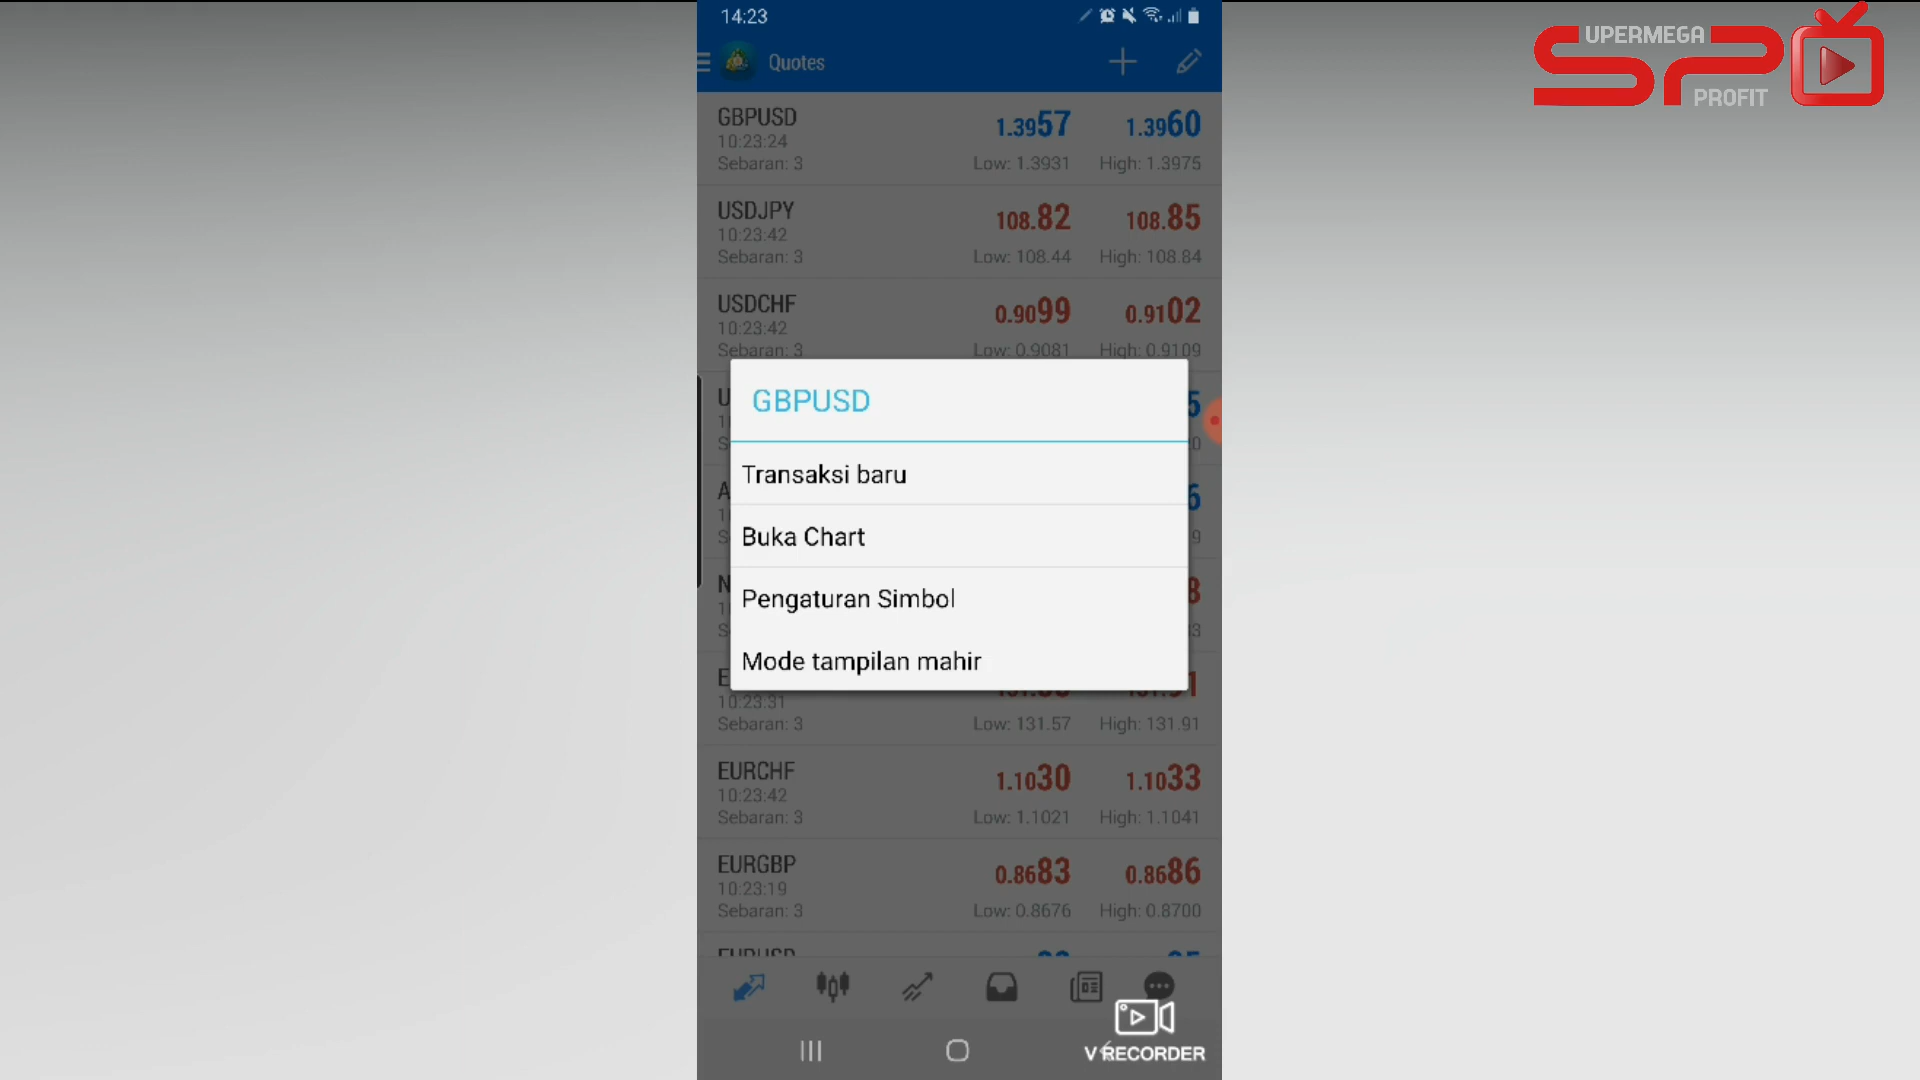 14:23
UPERMEGA
SP
PROFIT
Quotes
GBPUSD
1.3957 1.3960
10:23:24
Sebaran: 3 Low: 1.3931 High: 1.3975
USDJPY
108.82 108.85
10:23:42
Sebaran: 3 Low: 108.44 High: 108.84
USDCHF
0.9099 0.9102
10:23:42
Sebaran: 3 Low: 0.9081 High: 0.9109
GBPUSD
Transaksi baru
Buka Chart
Pengaturan Simbol
Mode tampilan mahir
10:23:31
Sebaran: 3 Low: 131.57 High: 131.91
EURCHF
1.1030 1.1033
10:23:42
Sebaran: 3 Low: 1.1021 High: 1.1041
EURGBP
0.8683 0.8686
10:23:19
Sebaran: 3 Low: 0.8676 High: 0.8700
EURUSD
V RECORDER